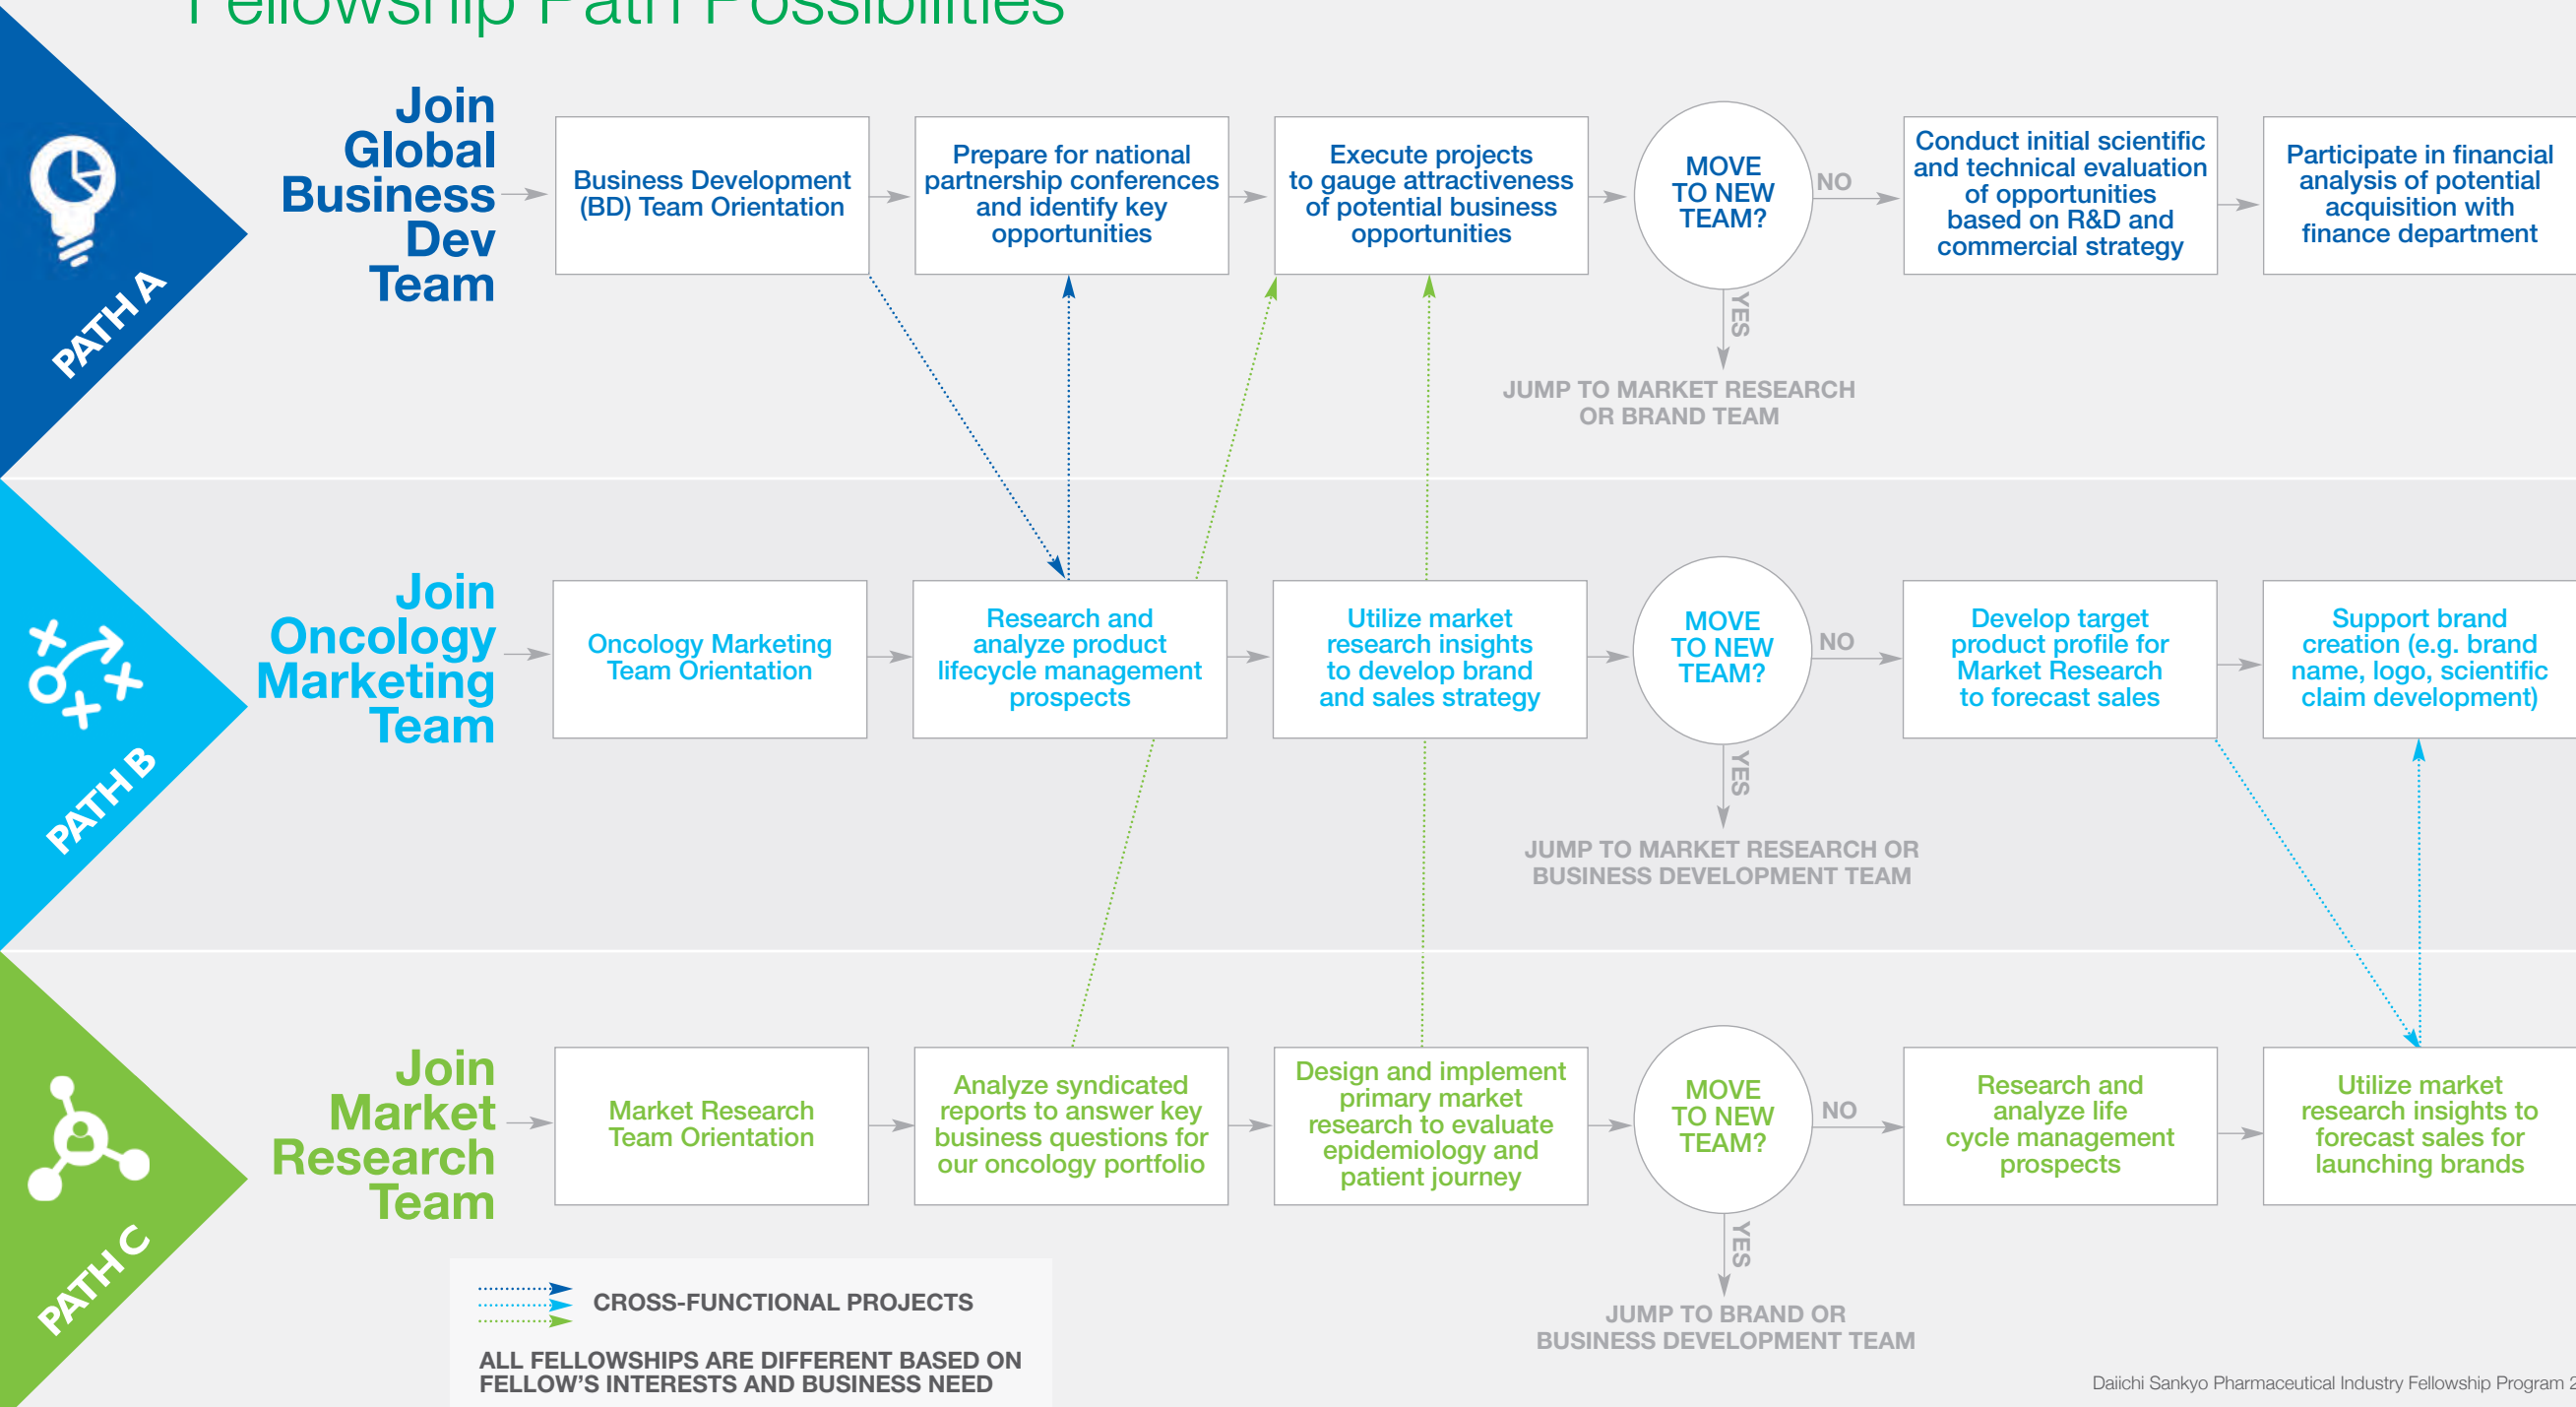 Fellowship Path Possibilities
PATH A
Join
Global
Business
Dev
Team
Business Development
(BD) Team Orientation
Prepare for national
partnership conferences
and identify key
opportunities
Execute projects
to gauge attractiveness
of potential business
opportunities
MOVE
TO NEW
TEAM?
NO
YES
JUMP TO MARKET RESEARCH
OR BRAND TEAM
Conduct initial scientific
and technical evaluation
of opportunities
based on R&D and
commercial strategy
Participate in financial
analysis of potential
acquisition with
finance department
PATH B
Join
Oncology
Marketing
Team
Oncology Marketing
Team Orientation
Research and
analyze product
lifecycle management
prospects
Utilize market
research insights
to develop brand
and sales strategy
MOVE
TO NEW
TEAM?
NO
YES
JUMP TO MARKET RESEARCH OR
BUSINESS DEVELOPMENT TEAM
Develop target
product profile for
Market Research
to forecast sales
Support brand
creation (e.g. brand
name, logo, scientific
claim development)
PATH C
Join
Market
Research
Team
Market Research
Team Orientation
Analyze syndicated
reports to answer key
business questions for
our oncology portfolio
Design and implement
primary market
research to evaluate
epidemiology and
patient journey
MOVE
TO NEW
TEAM?
NO
YES
JUMP TO BRAND OR
BUSINESS DEVELOPMENT TEAM
Research and
analyze life
cycle management
prospects
Utilize market
research insights to
forecast sales for
launching brands
CROSS-FUNCTIONAL PROJECTS
ALL FELLOWSHIPS ARE DIFFERENT BASED ON
FELLOW'S INTERESTS AND BUSINESS NEED
Daiichi Sankyo Pharmaceutical Industry Fellowship Program